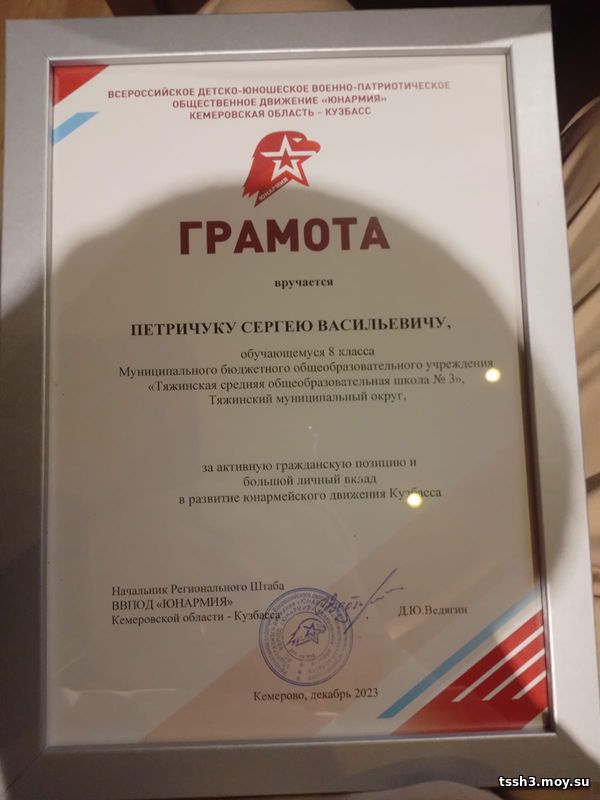 ВСЕРОССИЙСКОЕ ДЕТСКО-ЮНОШЕСКОЕ ВОЕННО-ПАТРИОТИЧЕСКОЕ
ОБЩЕСТВЕННОЕ ДВИЖЕНИЕ «ЮНАРМИЯ»
КЕМЕРОВСКАЯ ОБЛАСТЬ - КУЗБАСС
ЮНАРМИЯ
ГРАМОТА
вручается
ПЕТРИЧУКУ СЕРГЕЮ ВАСИЛЬЕВИЧУ,
обучающемуся 8 класса
Муниципального бюджетного общеобразовательного учреждения
«Тяжинская средняя общеобразовательная школа № 3»,
Тяжинский муниципальный округ,
за активную гражданскую позицию и
большой личный вклад
в развитие юнармейского движения Кузбасса
Начальник Регионального Штаба
ВВПОД «ЮНАРМИЯ»
Кемеровской области - Кузбасса
Д.Ю.Ведягин
Кемерово, декабрь 2023
tssh3.moy.su